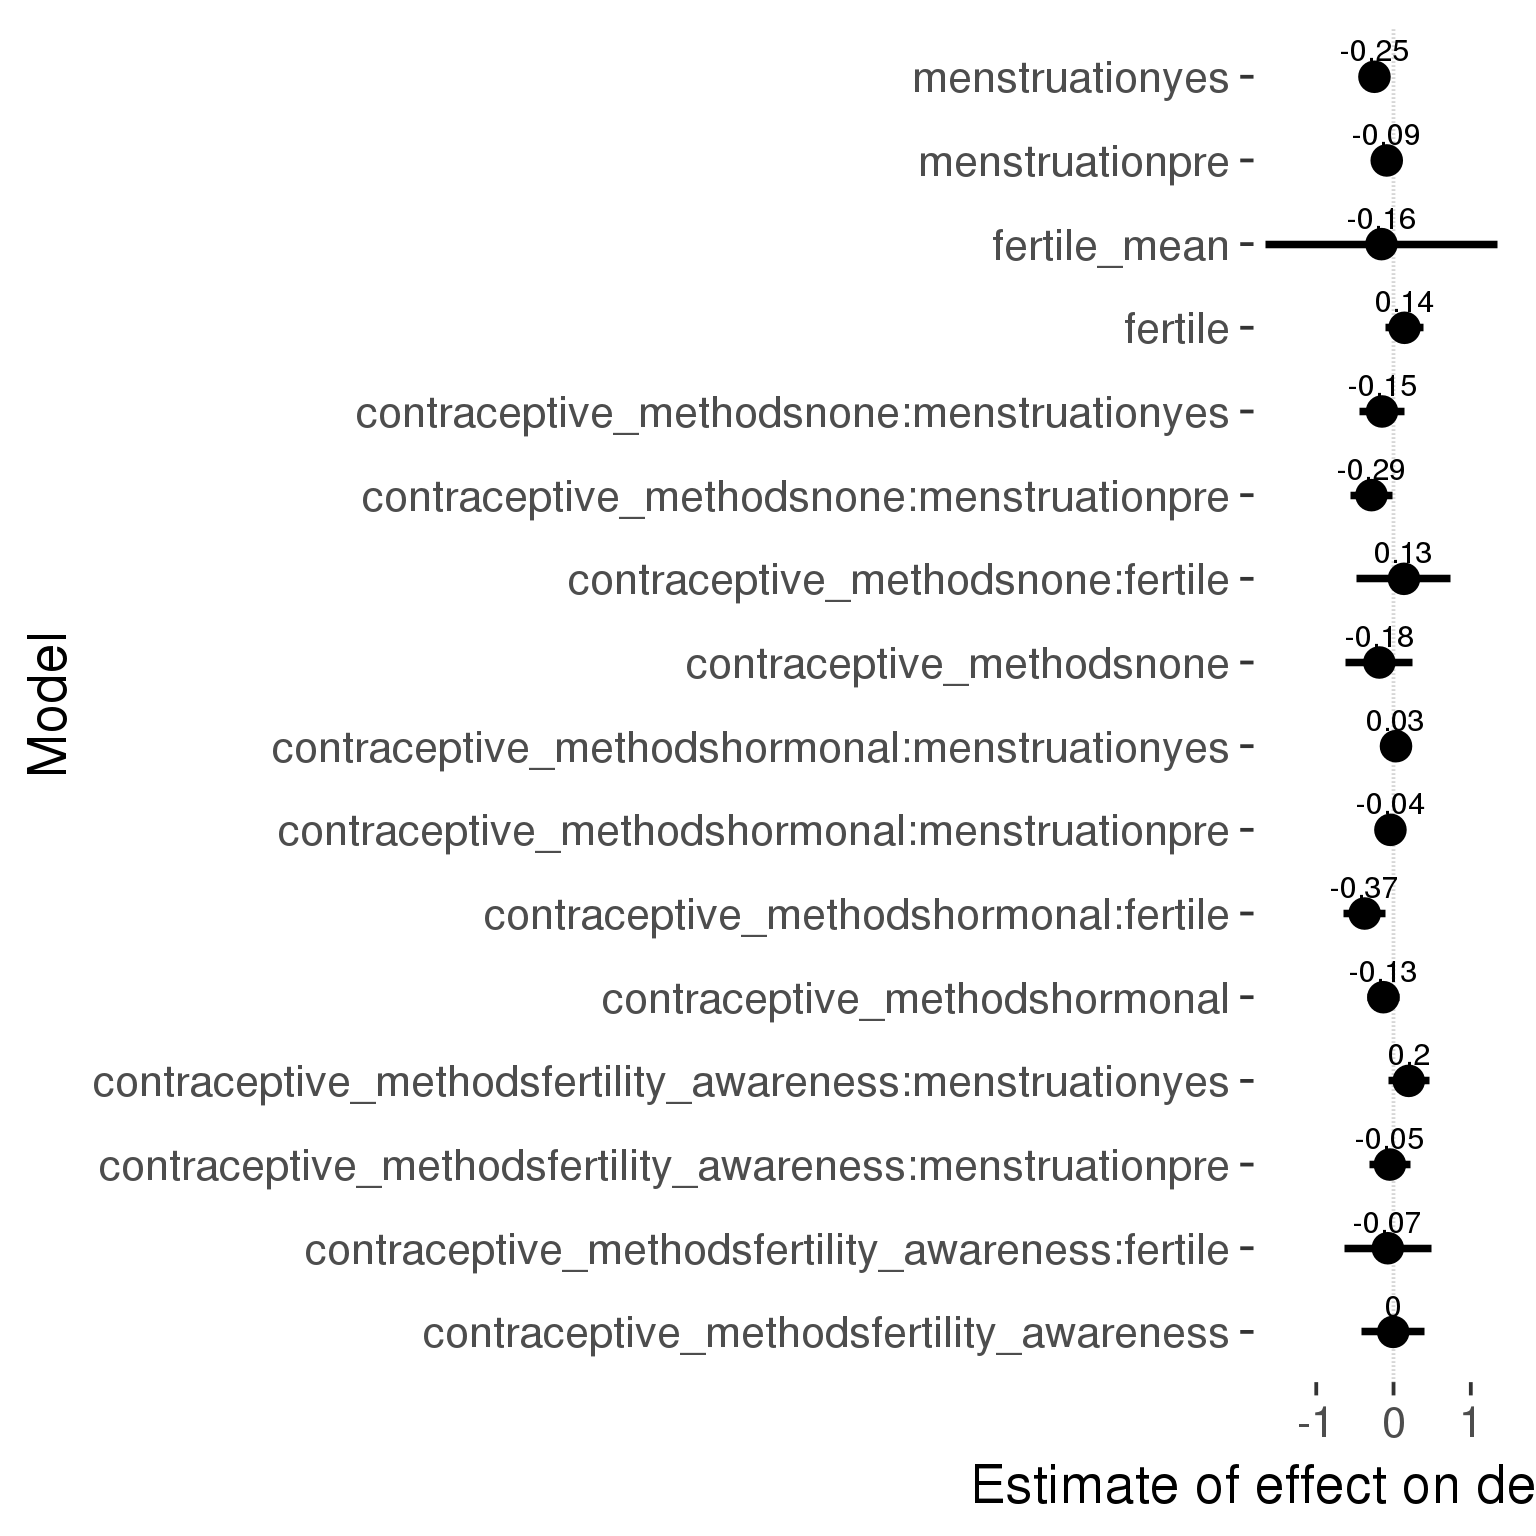 menstruationyes
-0.25
menstruationpre
-0.09
fertile_mean
-0.16
fertile
0.14
contraceptive_methodsnone:menstruationyes
-0.15
contraceptive_methodsnone:menstruationpre
-0.29
contraceptive_methodsnone:fertile
0.13
contraceptive_methodsnone
-0.18
contraceptive_methodshormonal:menstruationyes
0.03
contraceptive_methodshormonal:menstruationpre
-0.04
contraceptive_methodshormonal:fertile
-0.37
contraceptive_methodshormonal
-0.13
contraceptive_methodsfertility_awareness:menstruationyes
0.2
contraceptive_methodsfertility_awareness:menstruationpre
-0.05
contraceptive_methodsfertility_awareness:fertile
-0.07
contraceptive_methodsfertility_awareness
0
Model
-1 0 1
Estimate of effect on de